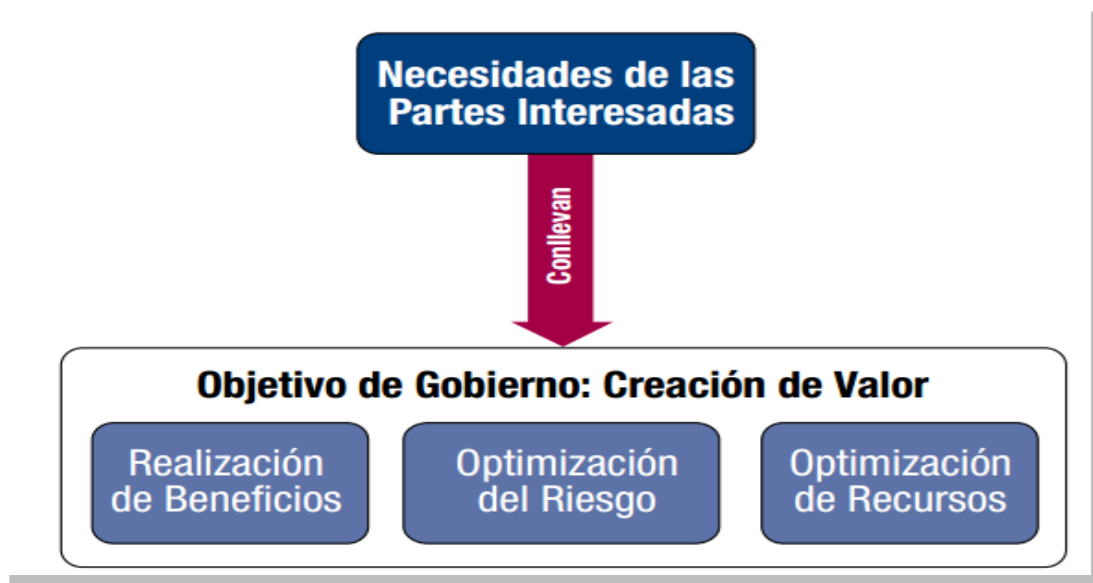 Necesidades de las
Partes Interesadas
Conllevan
Objetivo de Gobierno: Creación de Valor
Realización
de Beneficios
Optimización
del Riesgo
Optimización
de Recursos